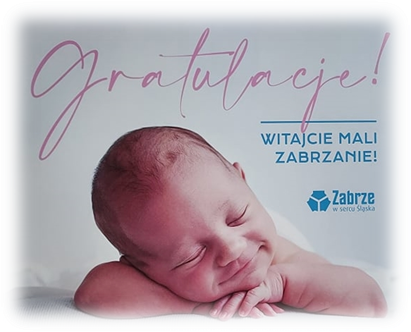 Gratulacje!
WITAJCIE MALI
ZABRZANIE!
Zabrze
w sercu Śląska